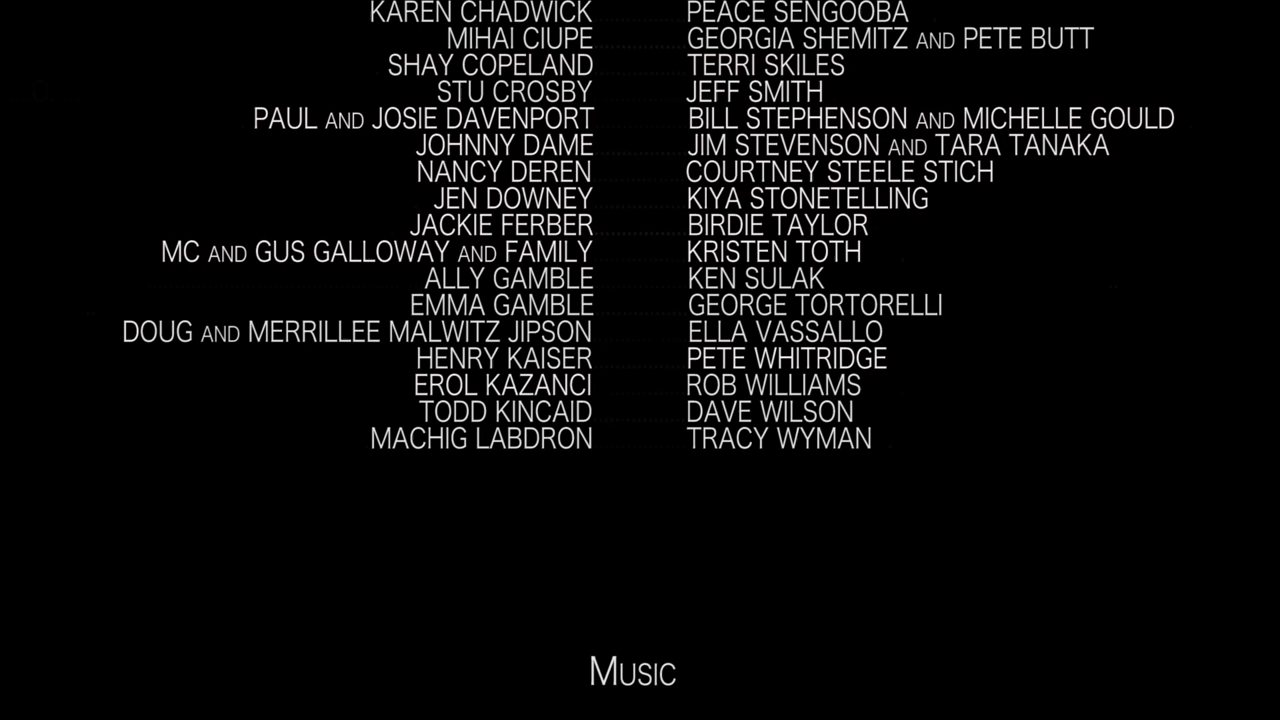 KAREN CHADWICK PEACE SENGOOBA
MIHAI CIUPE GEORGIA SHEMITZ AND PETE BUTT
SHAY COPELAND TERRI SKILES
STU CROSBY JEFF SMITH
PAUL AND JOSIE DAVENPORT BILL STEPHENSON AND MICHELLE GOULD
JOHNNY DAME JIM STEVENSON AND TARA TANAKA
NANCY DEREN COURTNEY STEELE STICH
JEN DOWNEY KIYA STONETELLING
JACKIE FERBER BIRDIE TAYLOR
MC AND GUS GALLOWAY AND FAMILY KRISTEN TOTH
ALLY GAMBLE KEN SULAK
EMMA GAMBLE GEORGE TORTORELLI
DOUG AND MERRILLEE MALWITZ JIPSON ELLA VASSALLO
HENRY KAISER PETE WHITRIDGE
EROL KAZANCI ROB WILLIAMS
TODD KINCAID DAVE WILSON
MACHIG LABDRON TRACY WYMAN
MUSIC